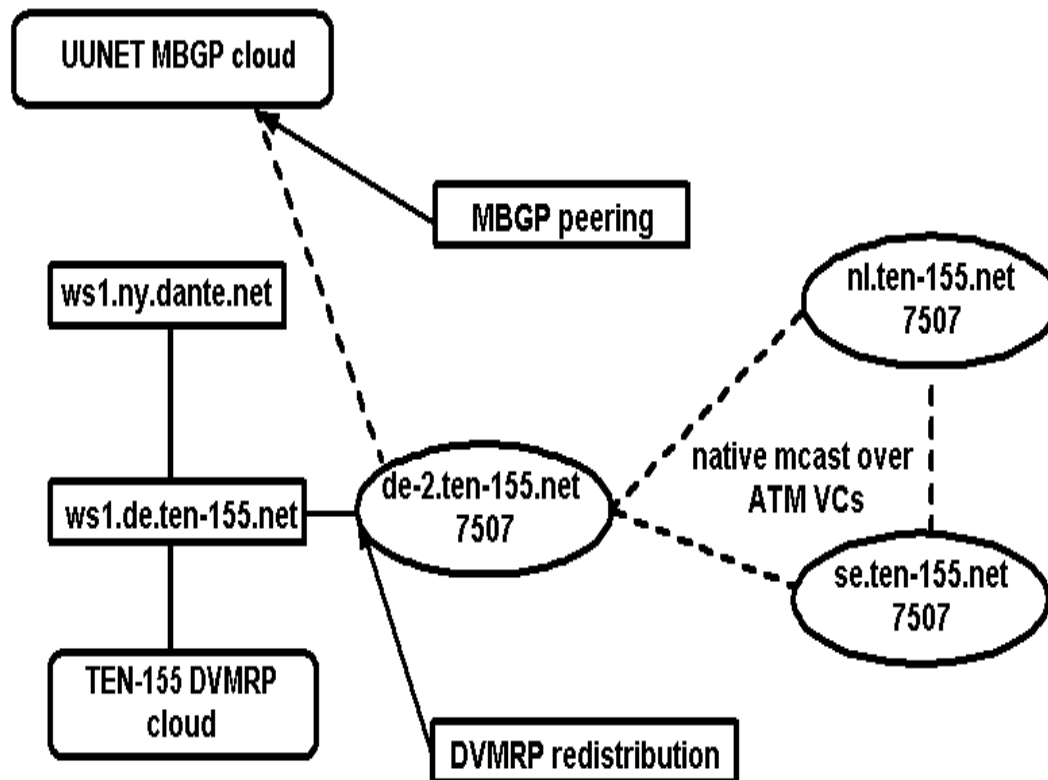 UUNET MBGP cloud
MBGP peering
ws1.ny.dante.net
nl.ten-155.net
7507
native mcast over
ATM VCs
de-2.ten-155.net
7507
ws1.de.ten-155.net
se.ten-155.net
7507
TEN-155 DVMRP
cloud
DVMRP redistribution